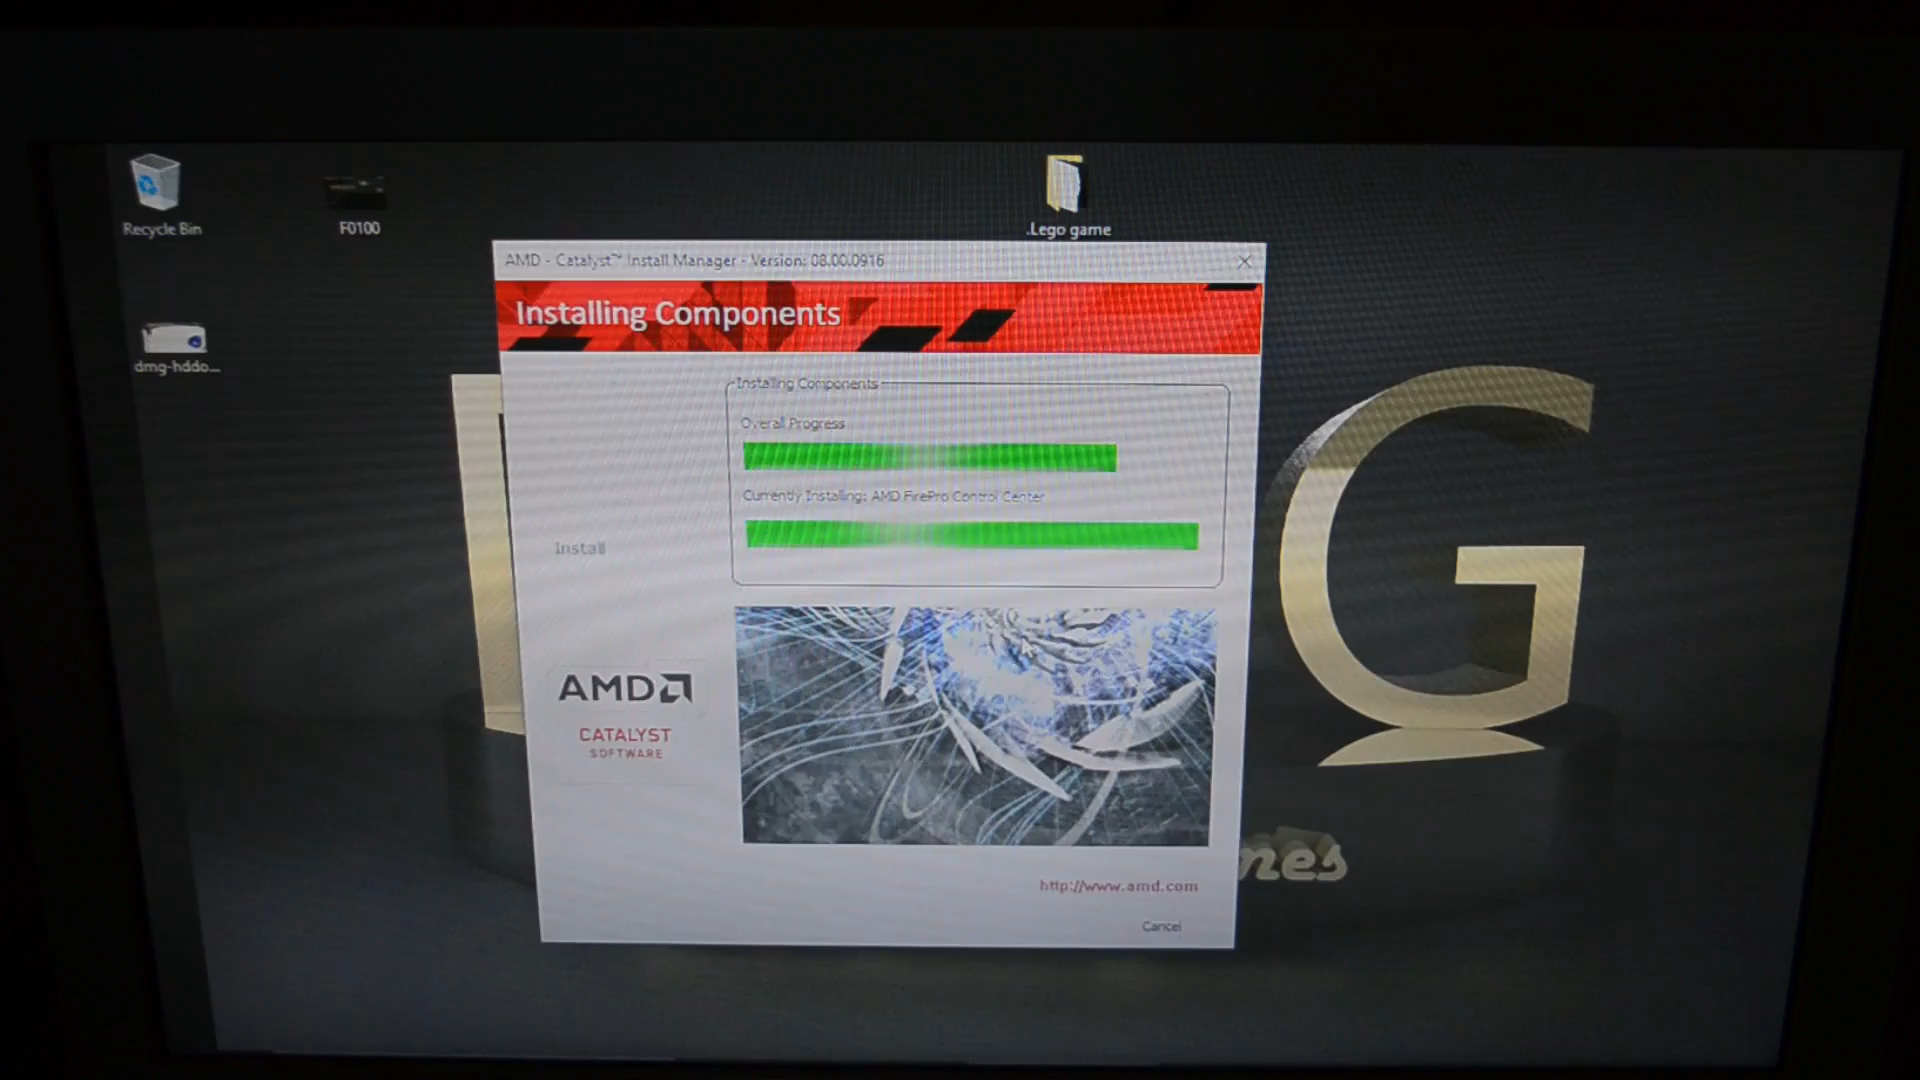 Recycle Bin
F0100
.Lego game
dmg-hddo...
AMD - Catalyst™ Install Manager - Version: 08.00.0916
Installing Components
Installing Components
Overall Progress
Currently Installing: AMD FirePro Control Center
Install
AMD
CATALYST
SOFTWARE
G
nes
http://www.amd.com
Cancel